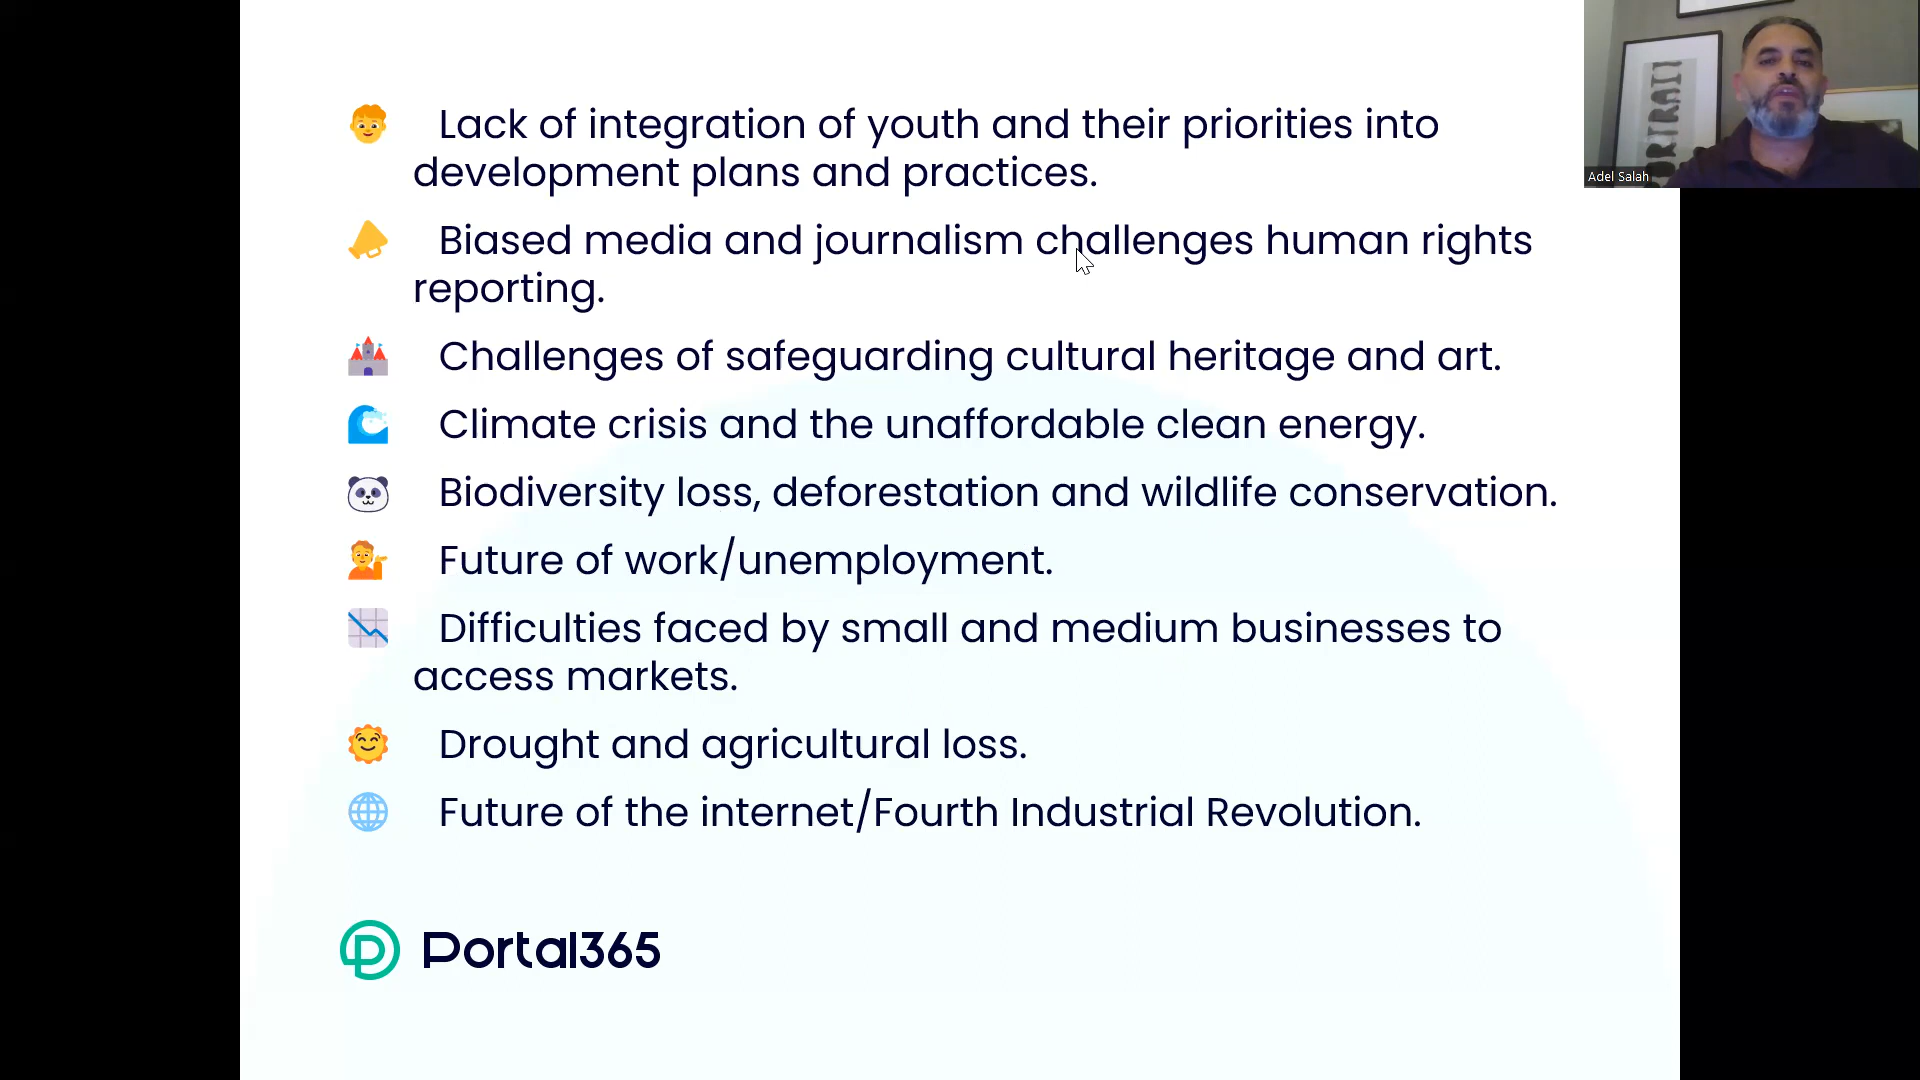 Lack of integration of youth and their priorities into
development plans and practices.
Biased media and journalism challenges human rights
reporting.
Challenges of safeguarding cultural heritage and art.
Climate crisis and the unaffordable clean energy.
Biodiversity loss, deforestation and wildlife conservation.
Future of work/unemployment.
Difficulties faced by small and medium businesses to
access markets.
Drought and agricultural loss.
Future of the internet/Fourth Industrial Revolution.
Portal365
Adel Salah